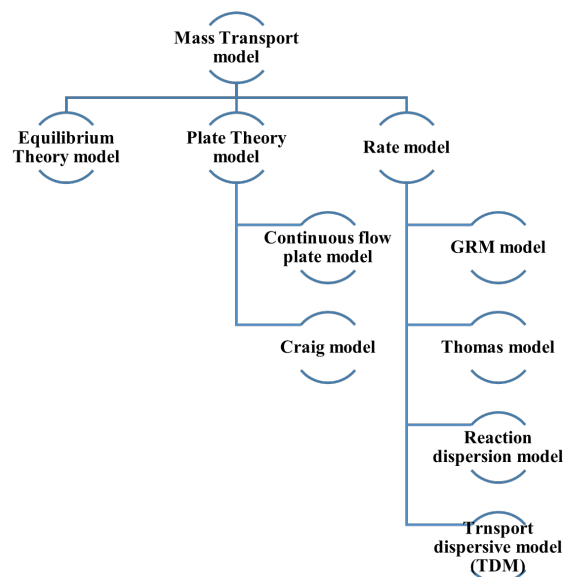 Mass Transport
model
Equilibrium
Theory model
Plate Theory
model
Rate model
Continuous flow
plate model
Craig model
GRM model
Thomas model
Reaction
dispersion model
Trnsport
dispersive model
(TDM)